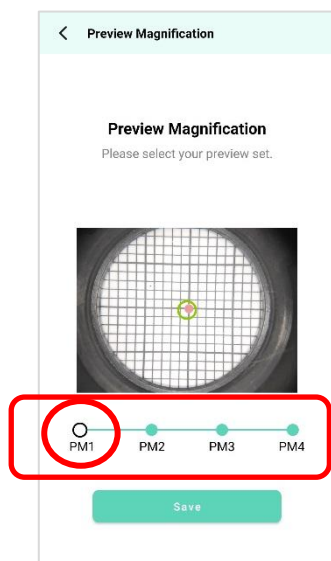 Preview Magnification
Preview Magnification
Please select your preview set.
PM1 PM2 PM3 PM4
Save